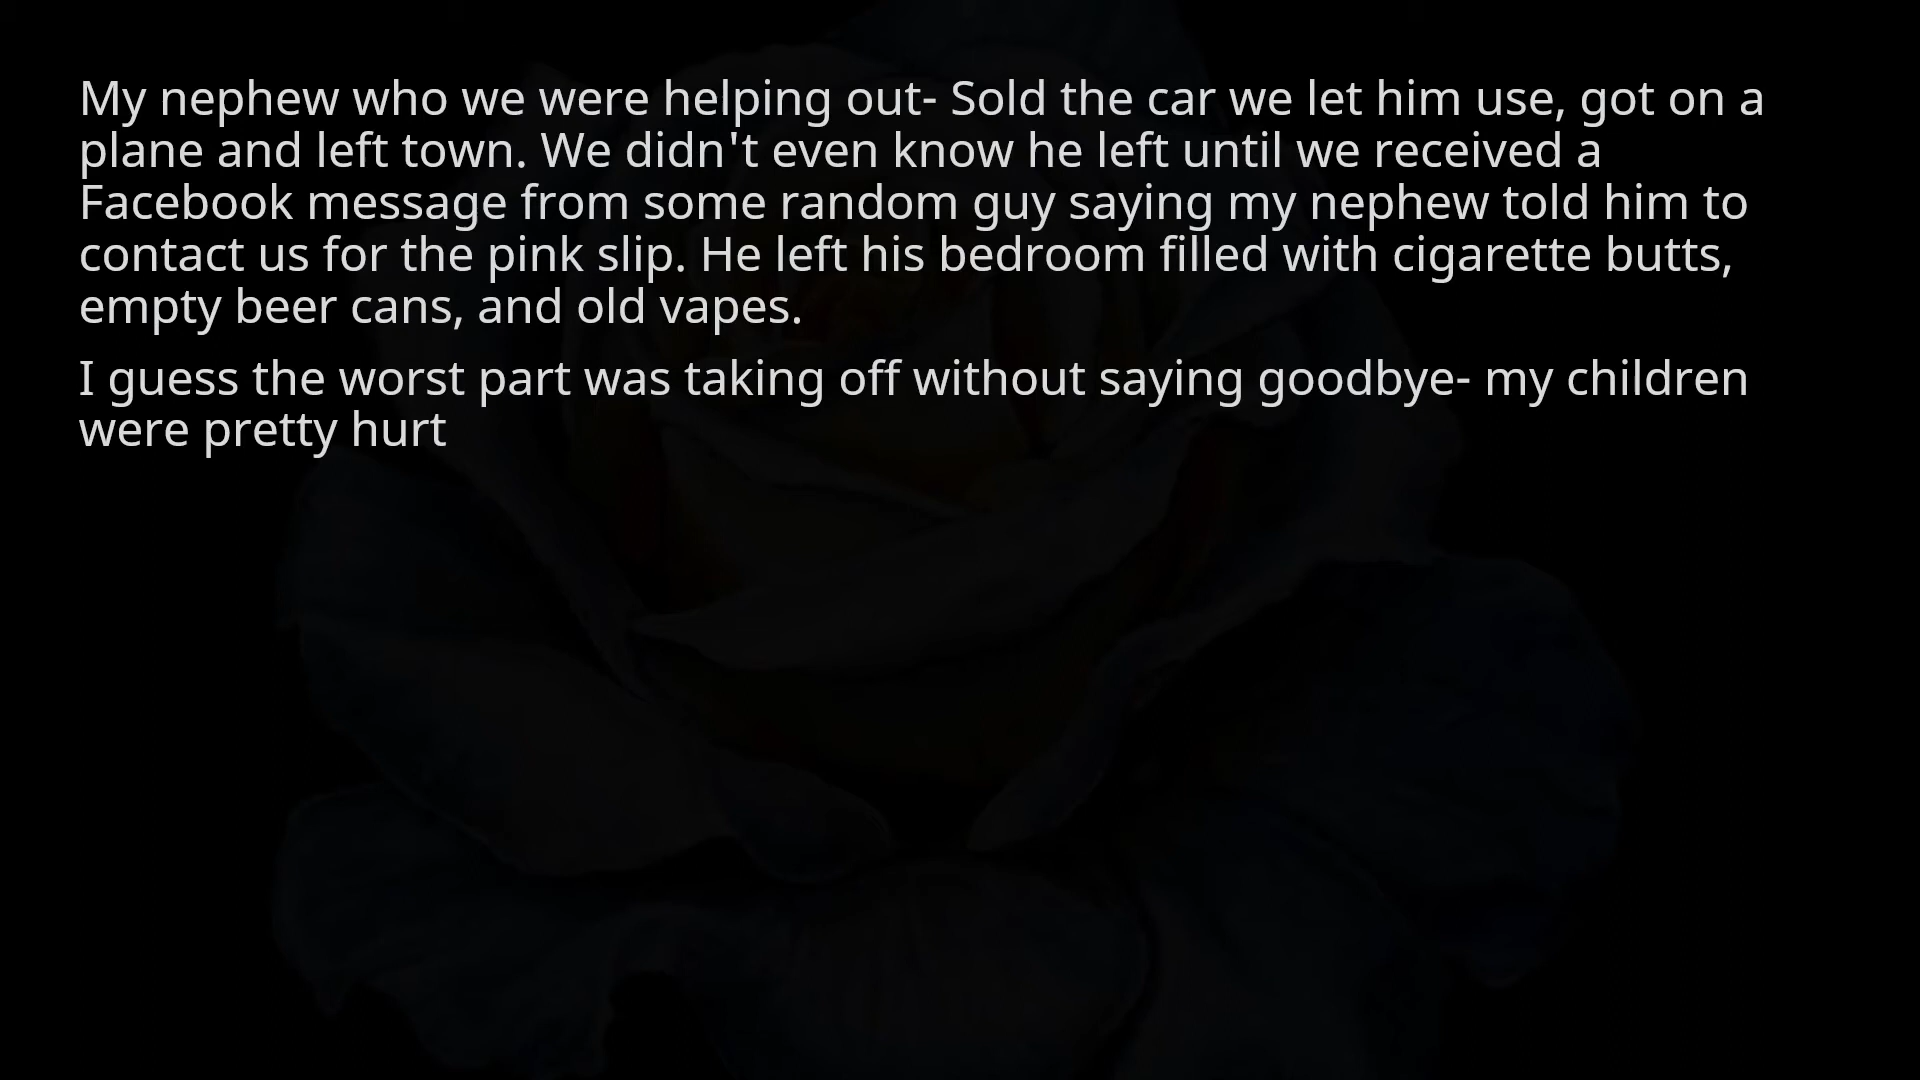 My nephew who we were helping out- Sold the car we let him use, got on a
plane and left town. We didn't even know he left until we received a
Facebook message from some random guy saying my nephew told him to
contact us for the pink slip. He left his bedroom filled with cigarette butts,
empty beer cans, and old vapes.
I guess the worst part was taking off without saying goodbye- my children
were pretty hurt